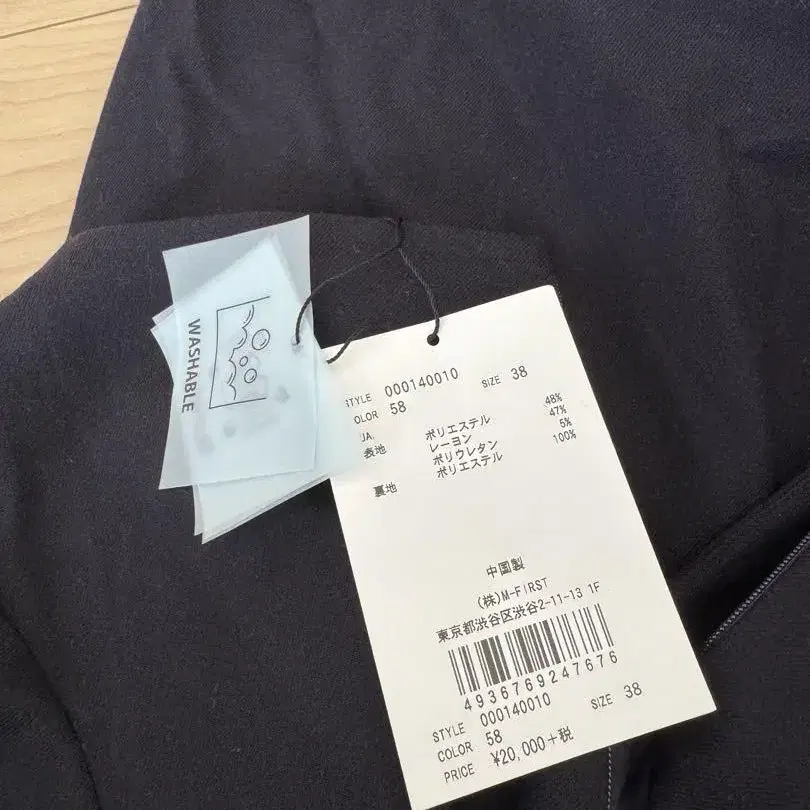 WASHABLE
STYLE 000140010 SIZE 38
COLOR 58
UA.
表地 ポリエステル 48%
レーヨン 47%
ポリウレタン 5%
裏地 ポリエステル 100%
中国製
(株)M-FIRST
東京都渋谷区渋谷2-11-13 1F
4936769247676
STYLE 000140010 SIZE 38
COLOR 58
PRICE ¥20,000+税